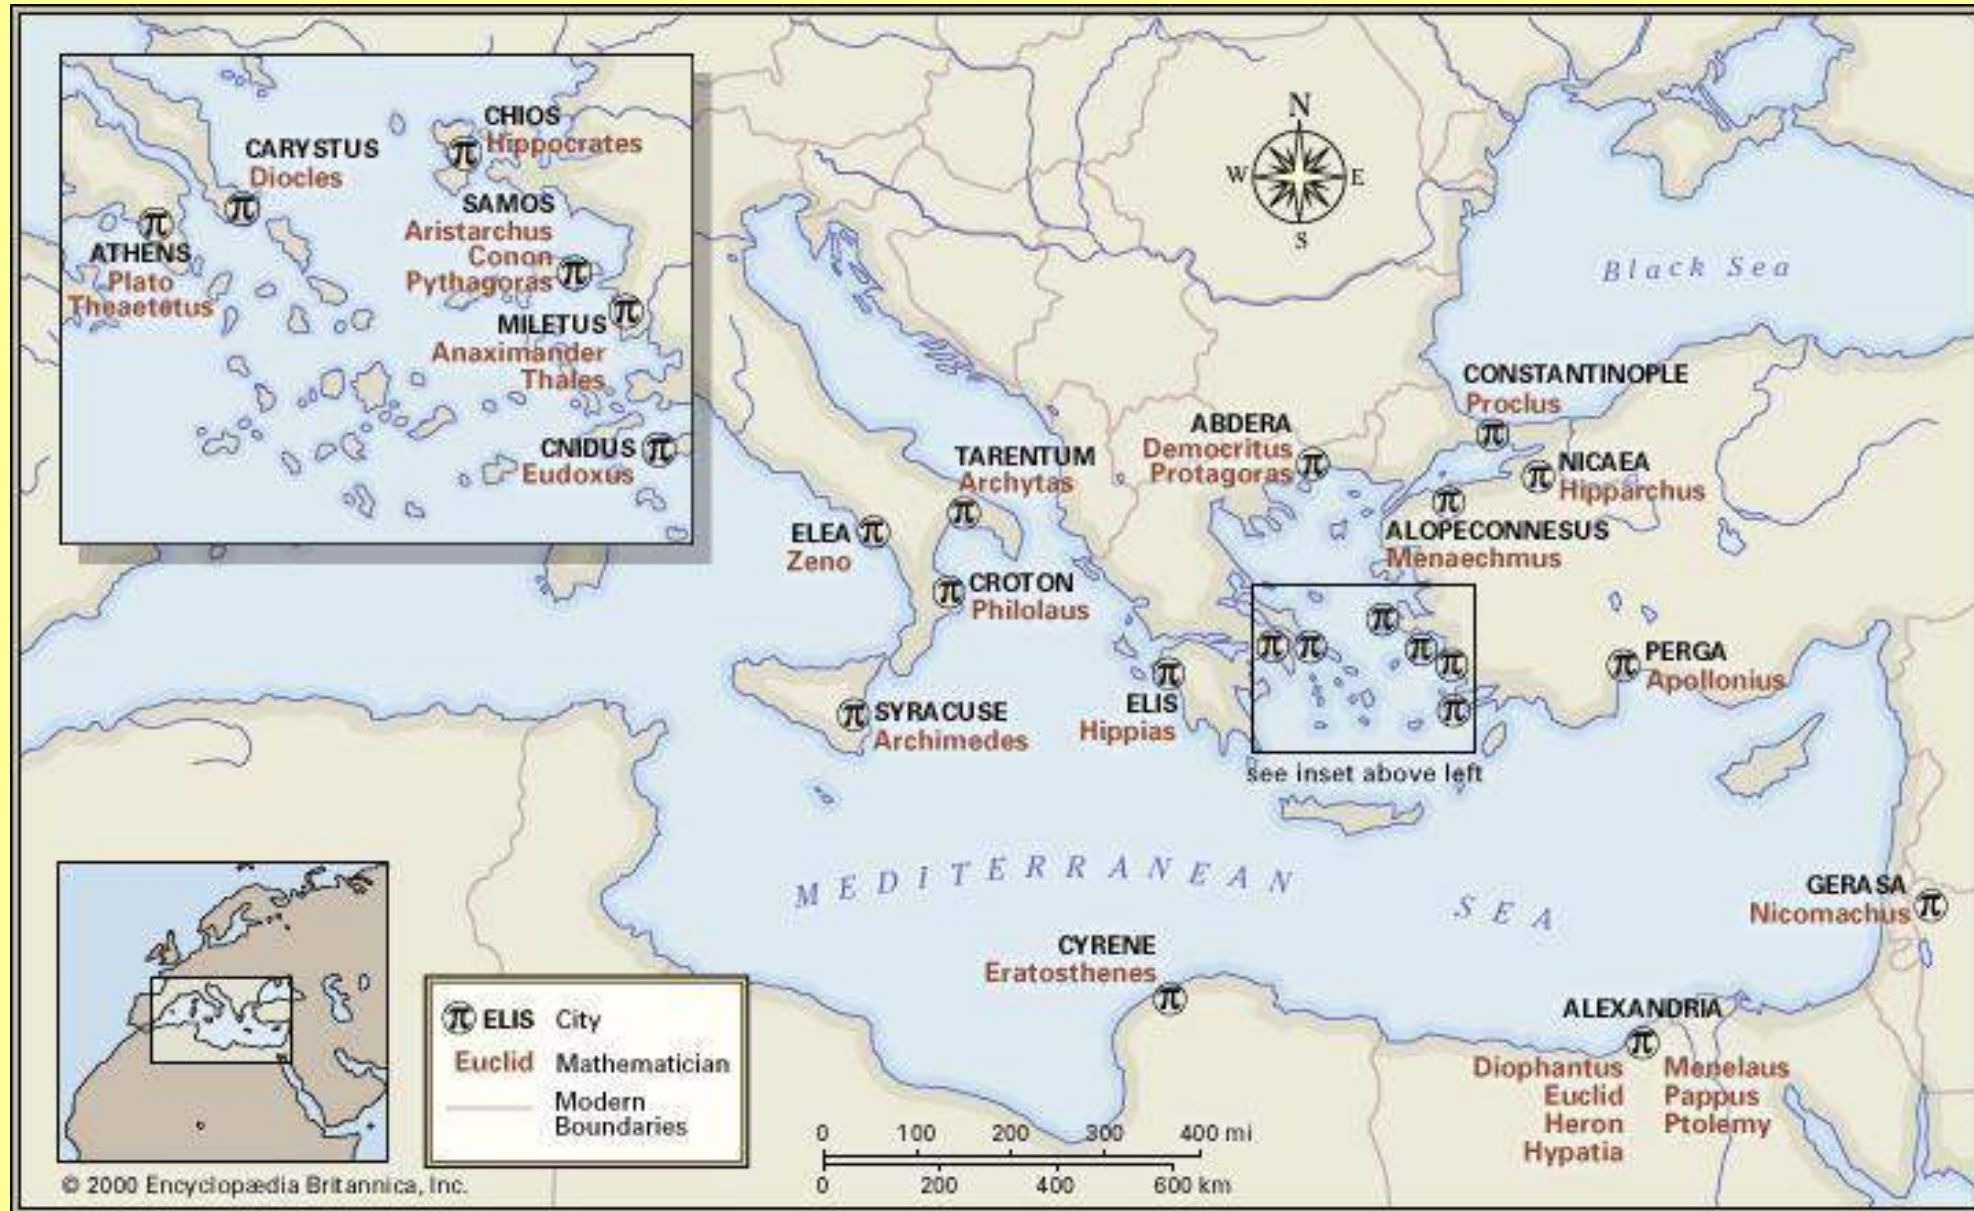 CHIOS
Hippocrates
CARYSTUS
Diocles
SAMOS
Aristarchus
Conon
Pythagoras
ATHENS
Plato
Theaetetus
MILETUS
Anaximander
Thales
CNIDUS
Eudoxus
N
W E
S
Black Sea
CONSTANTINOPLE
Proclus
ABDERA
Democritus
Protagoras
NICAEA
Hipparchus
TARENTUM
Archytas
ALOPECONNESUS
Menaechmus
ELEA
Zeno
CROTON
Philolaus
PERGA
Apollonius
ELIS
Hippias
SYRACUSE
Archimedes
see inset above left
MEDITERRANEAN SEA
GERASA
Nicomachus
CYRENE
Eratosthenes
ALEXANDRIA
Diophantus Menelaus
Euclid Pappus
Heron Ptolemy
Hypatia
π ELIS City
Euclid Mathematician
Modern
Boundaries
0 100 200 300 400 mi
0 200 400 600 km
© 2000 Encyclopædia Britannica, Inc.